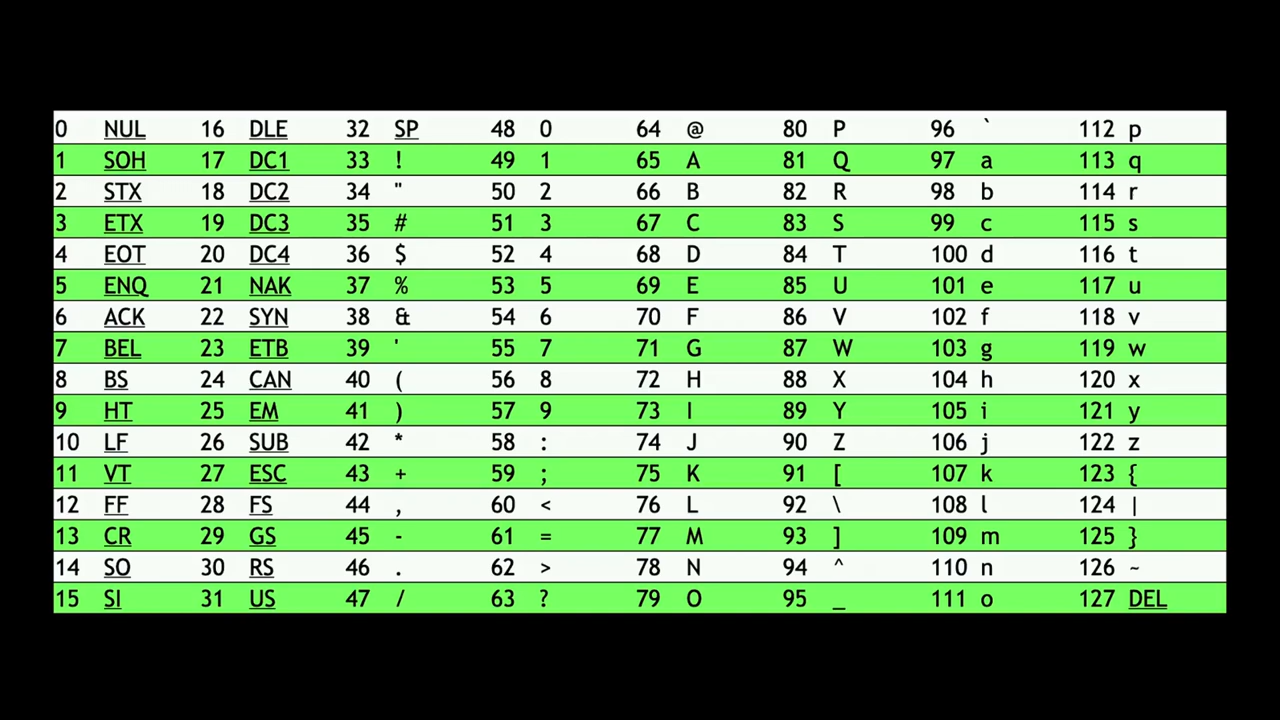 0 NUL 16 DLE 32 SP 48 0 64 @ 80 P 96 ` 112 p
1 SOH 17 DC1 33 ! 49 1 65 A 81 Q 97 a 113 q
2 STX 18 DC2 34 " 50 2 66 B 82 R 98 b 114 r
3 ETX 19 DC3 35 # 51 3 67 C 83 S 99 c 115 s
4 EOT 20 DC4 36 $ 52 4 68 D 84 T 100 d 116 t
5 ENQ 21 NAK 37 % 53 5 69 E 85 U 101 e 117 u
6 ACK 22 SYN 38 & 54 6 70 F 86 V 102 f 118 v
7 BEL 23 ETB 39 ' 55 7 71 G 87 W 103 g 119 w
8 BS 24 CAN 40 ( 56 8 72 H 88 X 104 h 120 x
9 HT 25 EM 41 ) 57 9 73 I 89 Y 105 i 121 y
10 LF 26 SUB 42 * 58 : 74 J 90 Z 106 j 122 z
11 VT 27 ESC 43 + 59 ; 75 K 91 [ 107 k 123 {
12 FF 28 FS 44 , 60 < 76 L 92 \ 108 l 124 |
13 CR 29 GS 45 - 61 = 77 M 93 ] 109 m 125 }
14 SO 30 RS 46 . 62 > 78 N 94 ^ 110 n 126 ~
15 SI 31 US 47 / 63 ? 79 O 95 _ 111 o 127 DEL